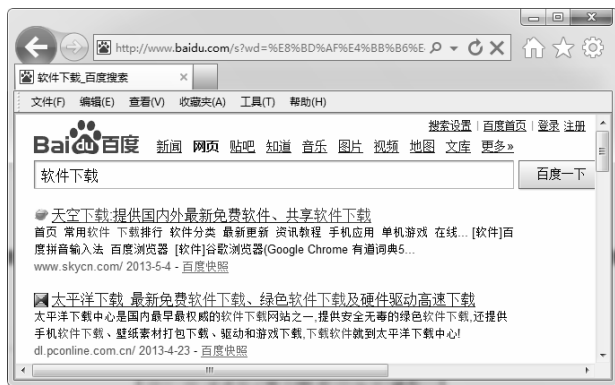 http://www.baidu.com/s?wd=%E8%BD%AF%E4%BB%B6%E
软件下载_百度搜索
文件(F) 编辑(E) 查看(V) 收藏夹(A) 工具(T) 帮助(H)
搜索设置 | 百度首页 | 登录 注册
Bai du 百度 新闻 网页 贴吧 知道 音乐 图片 视频 地图 文库 更多»
软件下载 百度一下
天空下载:提供国内外最新免费软件、共享软件下载
首页 常用软件 下载排行 软件分类 最新更新 资讯教程 手机应用 单机游戏 在线... [软件]百
度拼音输入法 百度浏览器 [软件]谷歌浏览器(Google Chrome 有道词典5...
www.skycn.com/ 2013-5-4 - 百度快照
太平洋下载_最新免费软件下载、绿色软件下载及硬件驱动高速下载
太平洋下载中心是国内最早最权威的软件下载网站之一,提供安全无毒的绿色软件下载,还提供
手机软件下载、壁纸素材打包下载、驱动和游戏下载,下载软件就到太平洋下载中心!
dl.pconline.com.cn/ 2013-4-23 - 百度快照